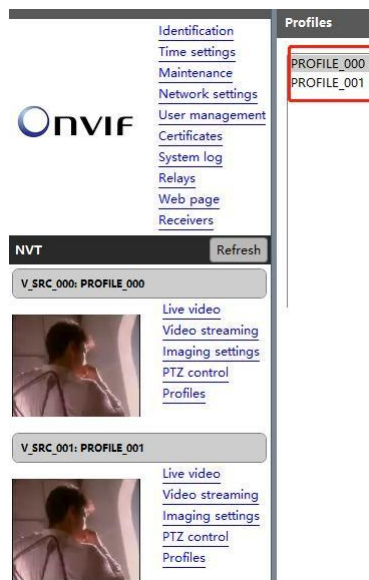 Identification
Time settings
Maintenance
Network settings
User management
Certificates
System log
Relays
Web page
Receivers
ONVIF
NVT
Refresh
V_SRC_000: PROFILE_000
Live video
Video streaming
Imaging settings
PTZ control
Profiles
V_SRC_001: PROFILE_001
Live video
Video streaming
Imaging settings
PTZ control
Profiles
Profiles
PROFILE_000
PROFILE_001